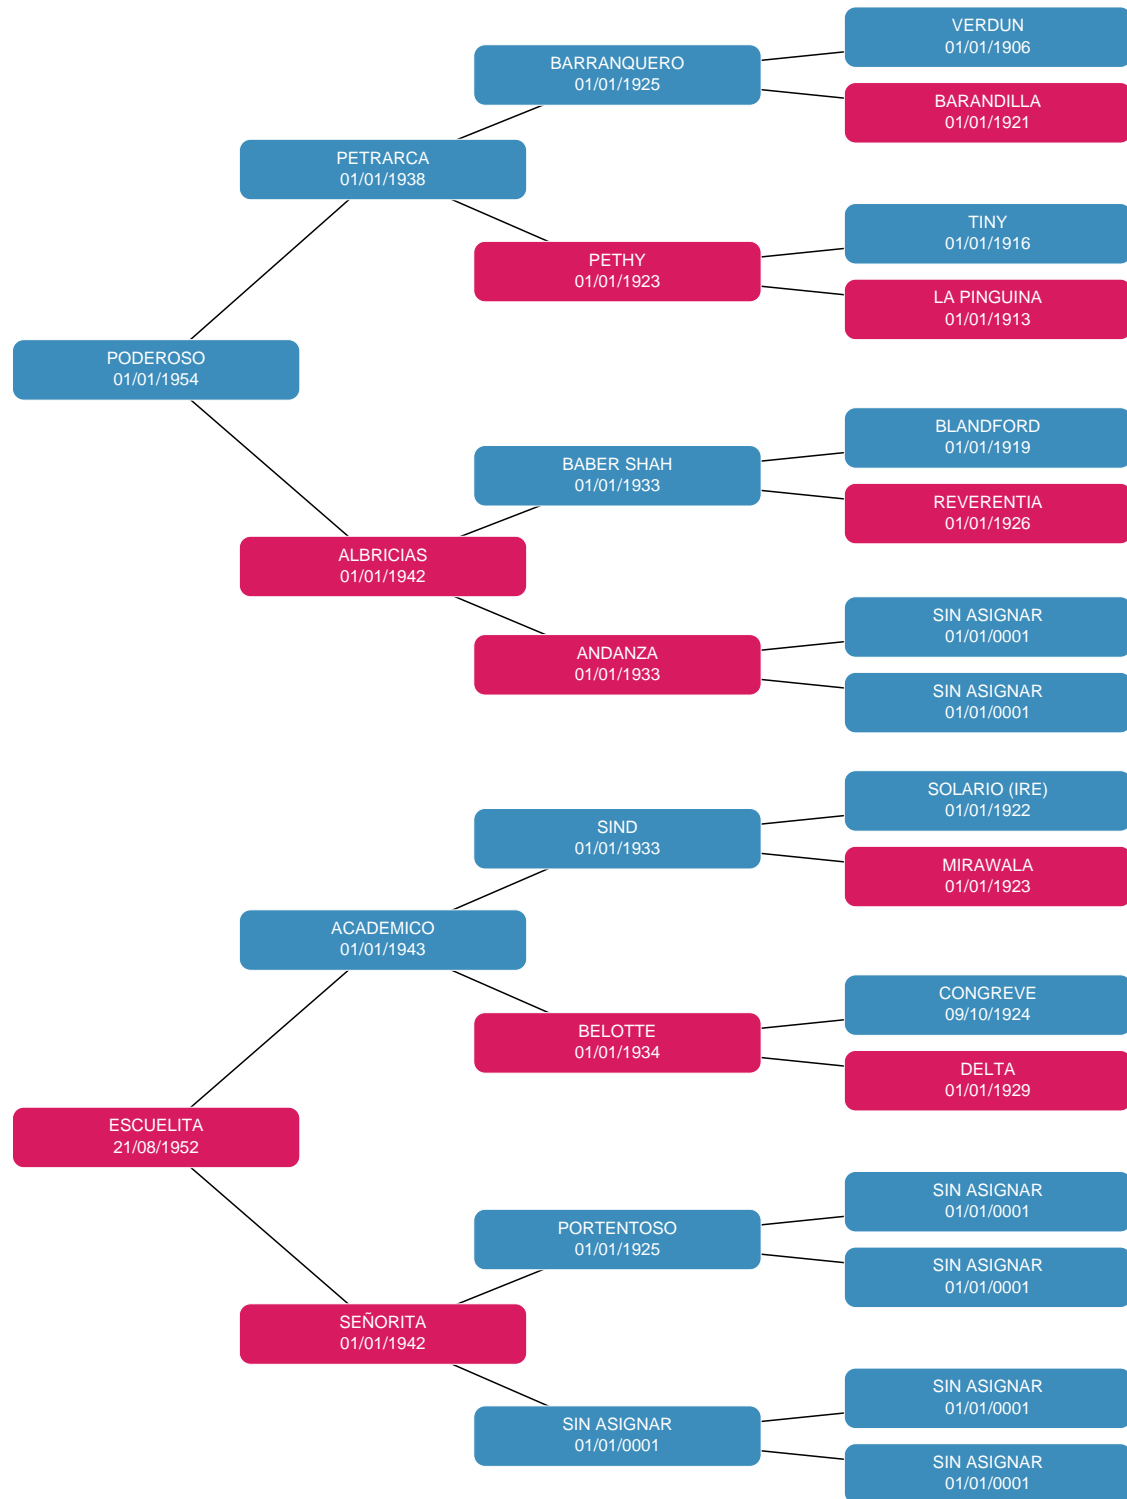 VERDUN
01/01/1906
BARRANQUERO
01/01/1925
BARANDILLA
01/01/1921
PETRARCA
01/01/1938
TINY
01/01/1916
PETHY
01/01/1923
LA PINGUINA
01/01/1913
PODEROSO
01/01/1954
BLANDFORD
01/01/1919
BABER SHAH
01/01/1933
REVERENTIA
01/01/1926
ALBRICIAS
01/01/1942
SIN ASIGNAR
01/01/0001
ANDANZA
01/01/1933
SIN ASIGNAR
01/01/0001
SOLARIO (IRE)
01/01/1922
SIND
01/01/1933
MIRAWALA
01/01/1923
ACADEMICO
01/01/1943
CONGREVE
09/10/1924
BELOTTE
01/01/1934
DELTA
01/01/1929
ESCUELITA
21/08/1952
SIN ASIGNAR
01/01/0001
PORTENTOSO
01/01/1925
SIN ASIGNAR
01/01/0001
SEÑORITA
01/01/1942
SIN ASIGNAR
01/01/0001
SIN ASIGNAR
01/01/0001
SIN ASIGNAR
01/01/0001